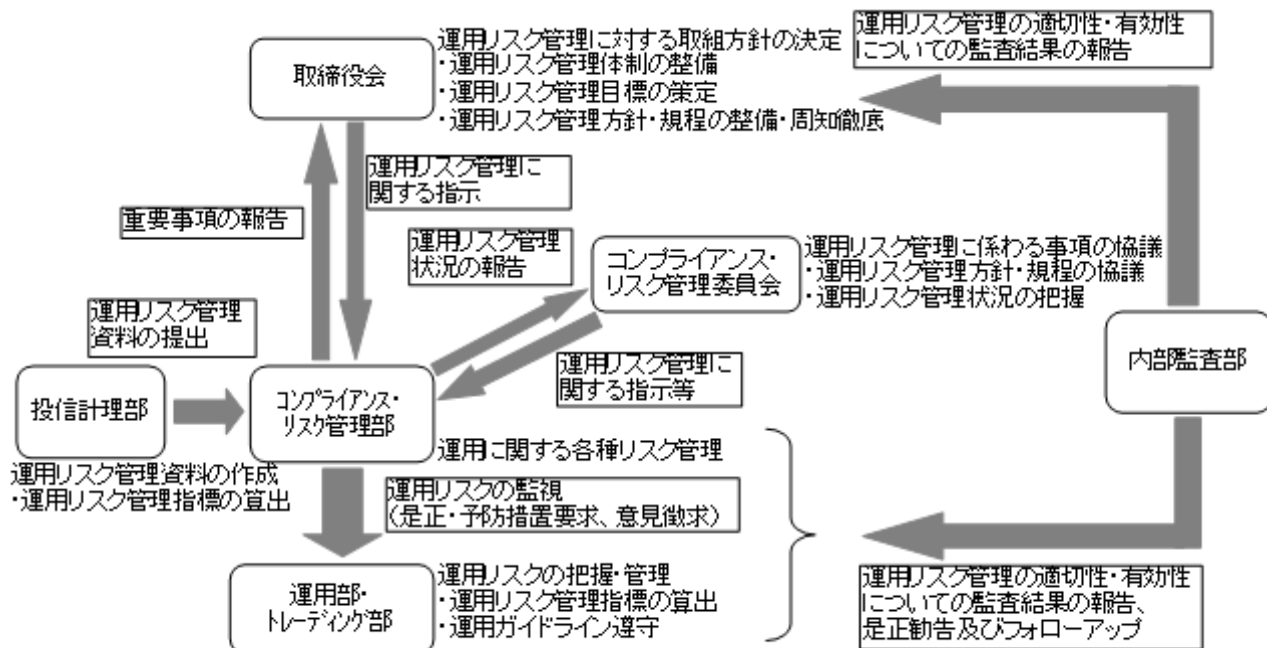 運用リスク管理に対する取組方針の決定
・運用リスク管理体制の整備
・運用リスク管理目標の策定
・運用リスク管理方針・規程の整備・周知徹底
取締役会
運用リスク管理の適切性・有効性
についての監査結果の報告
運用リスク管理に
関する指示
重要事項の報告
運用リスク管理
状況の報告
コンプライアンス・
リスク管理委員会
運用リスク管理に係わる事項の協議
・運用リスク管理方針・規程の協議
・運用リスク管理状況の把握
運用リスク管理
資料の提出
内部監査部
運用リスク管理に
関する指示等
投信計理部
コンプライアンス・
リスク管理部
運用に関する各種リスク管理
運用リスク管理資料の作成
・運用リスク管理指標の算出
運用リスクの監視
(是正・予防措置要求、意見徴求)
運用部・
トレーディング部
運用リスクの把握・管理
・運用リスク管理指標の算出
・運用ガイドライン遵守
運用リスク管理の適切性・有効性
についての監査結果の報告、
是正勧告及びフォローアップ